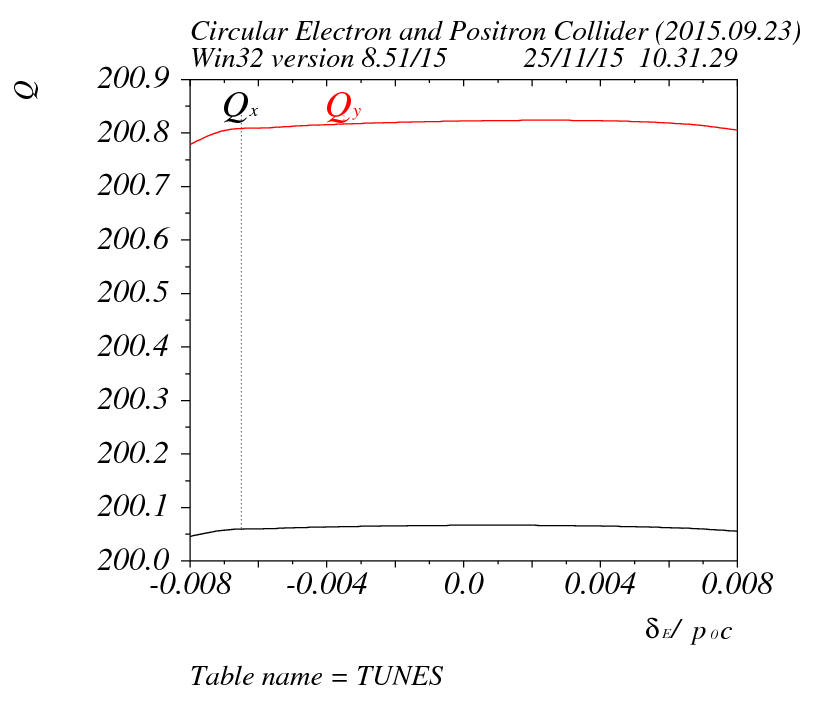 Circular Electron and Positron Collider (2015.09.23)
Win32 version 8.51/15 25/11/15 10.31.29
Q
200.9
Qx Qy
200.8
200.7
200.6
200.5
200.4
200.3
200.2
200.1
200.0
-0.008 -0.004 0.0 0.004 0.008
δE/ p0c
Table name = TUNES